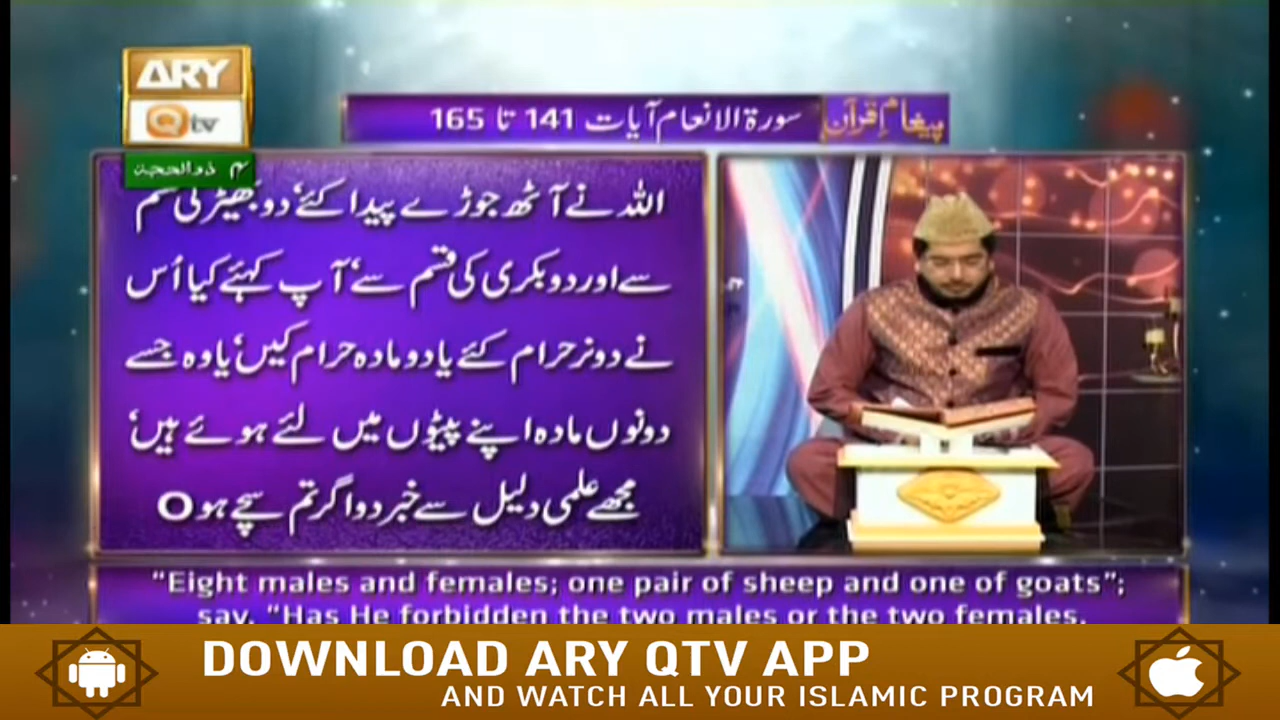 ARY
Qtv
۴ ذوالحجۃ
پیغامِ قرآن سورۃ الانعام آیات 141 تا 165
اللہ نے آٹھ جوڑے پیدا کئے‘ دو بھیڑ کی قسم
سے اور دو بکری کی قسم سے‘ آپ کہئے کیا اُس
نے دو نر حرام کئے یا دو مادہ حرام کیں‘ یا وہ جسے
دونوں مادہ اپنے پیٹوں میں لئے ہوئے ہیں‘
مجھے علمی دلیل سے خبر دو اگر تم سچے ہو O
“Eight males and females; one pair of sheep and one of goats”;
say, “Has He forbidden the two males or the two females,
DOWNLOAD ARY QTV APP
AND WATCH ALL YOUR ISLAMIC PROGRAM